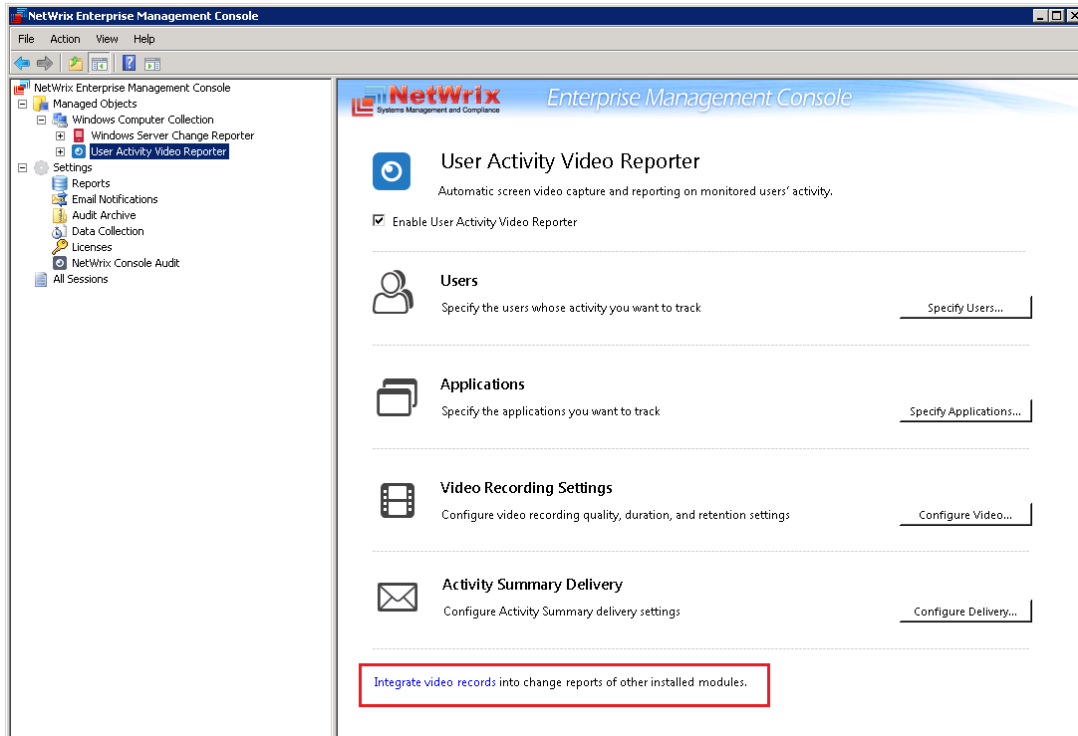 NetWrix Enterprise Management Console
File Action View Help
NetWrix Enterprise Management Console
Managed Objects
Windows Computer Collection
Windows Server Change Reporter
User Activity Video Reporter
Settings
Reports
Email Notifications
Audit Archive
Data Collection
Licenses
NetWrix Console Audit
All Sessions
NetWrix
Systems Management and Compliance
Enterprise Management Console
User Activity Video Reporter
Automatic screen video capture and reporting on monitored users' activity.
Enable User Activity Video Reporter
Users
Specify the users whose activity you want to track
Specify Users...
Applications
Specify the applications you want to track
Specify Applications...
Video Recording Settings
Configure video recording quality, duration, and retention settings
Configure Video...
Activity Summary Delivery
Configure Activity Summary delivery settings
Configure Delivery...
Integrate video records into change reports of other installed modules.